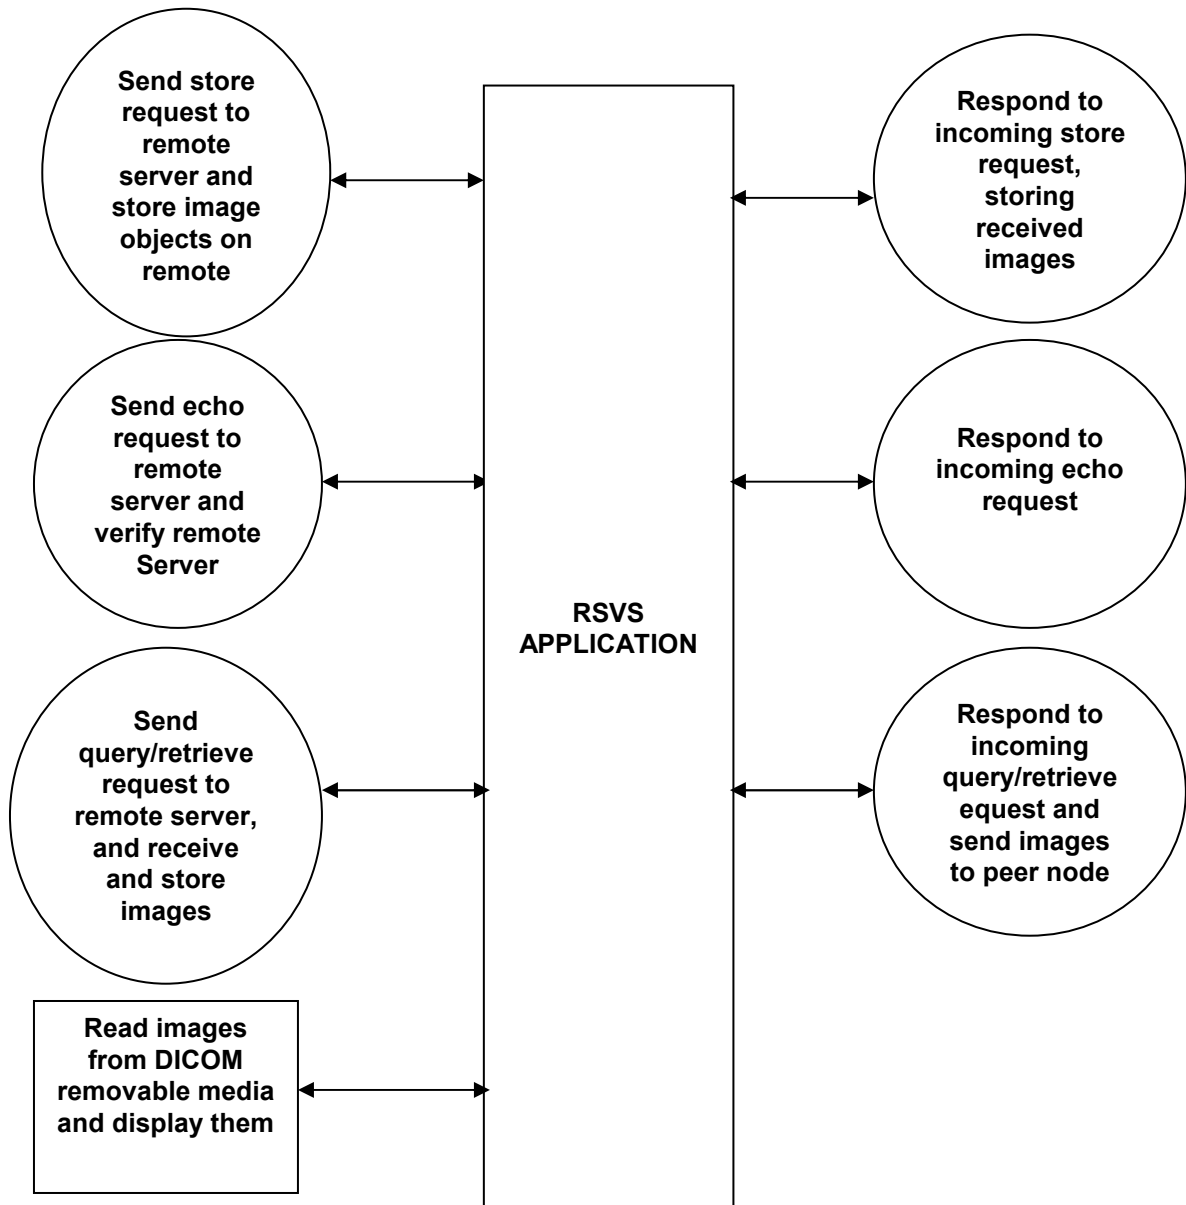 Send store
request to
remote
server and
store image
objects on
remote
Respond to
incoming store
request,
storing
received
images
Send echo
request to
remote
server and
verify remote
Server
Respond to
incoming echo
request
RSVS
APPLICATION
Send
query/retrieve
request to
remote server,
and receive
and store
images
Respond to
incoming
query/retrieve
equest and
send images
to peer node
Read images
from DICOM
removable media
and display them